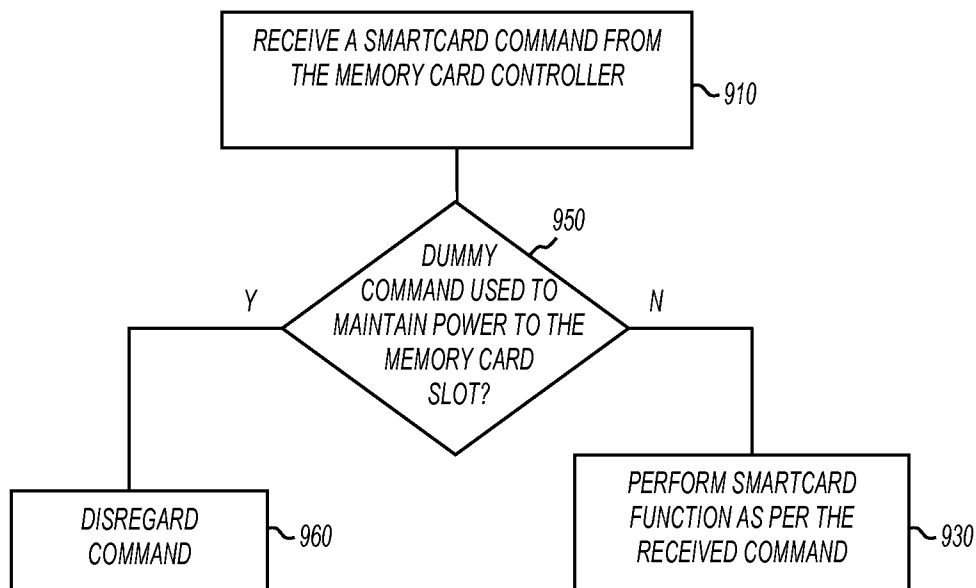 RECEIVE A SMARTCARD COMMAND FROM
THE MEMORY CARD CONTROLLER
910
950
DUMMY
COMMAND USED TO
MAINTAIN POWER TO THE
MEMORY CARD
SLOT?
Y
N
DISREGARD
COMMAND
960
PERFORM SMARTCARD
FUNCTION AS PER THE
RECEIVED COMMAND
930